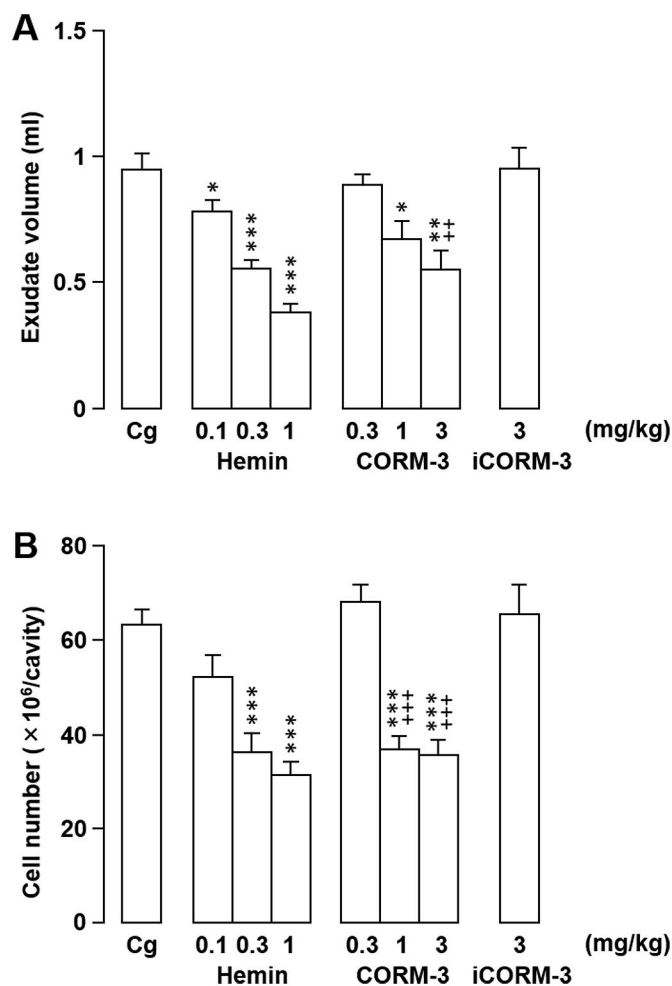 A
1.5
1
0.5
0
Exudate volume (ml)
*
***
***
*
**
++
Cg
0.1 0.3 1
0.3 1 3
3
(mg/kg)
Hemin
CORM-3
iCORM-3
B
80
60
40
20
0
Cell number (×10⁶/cavity)
***
***
***
+++
***
+++
Cg
0.1 0.3 1
0.3 1 3
3
(mg/kg)
Hemin
CORM-3
iCORM-3